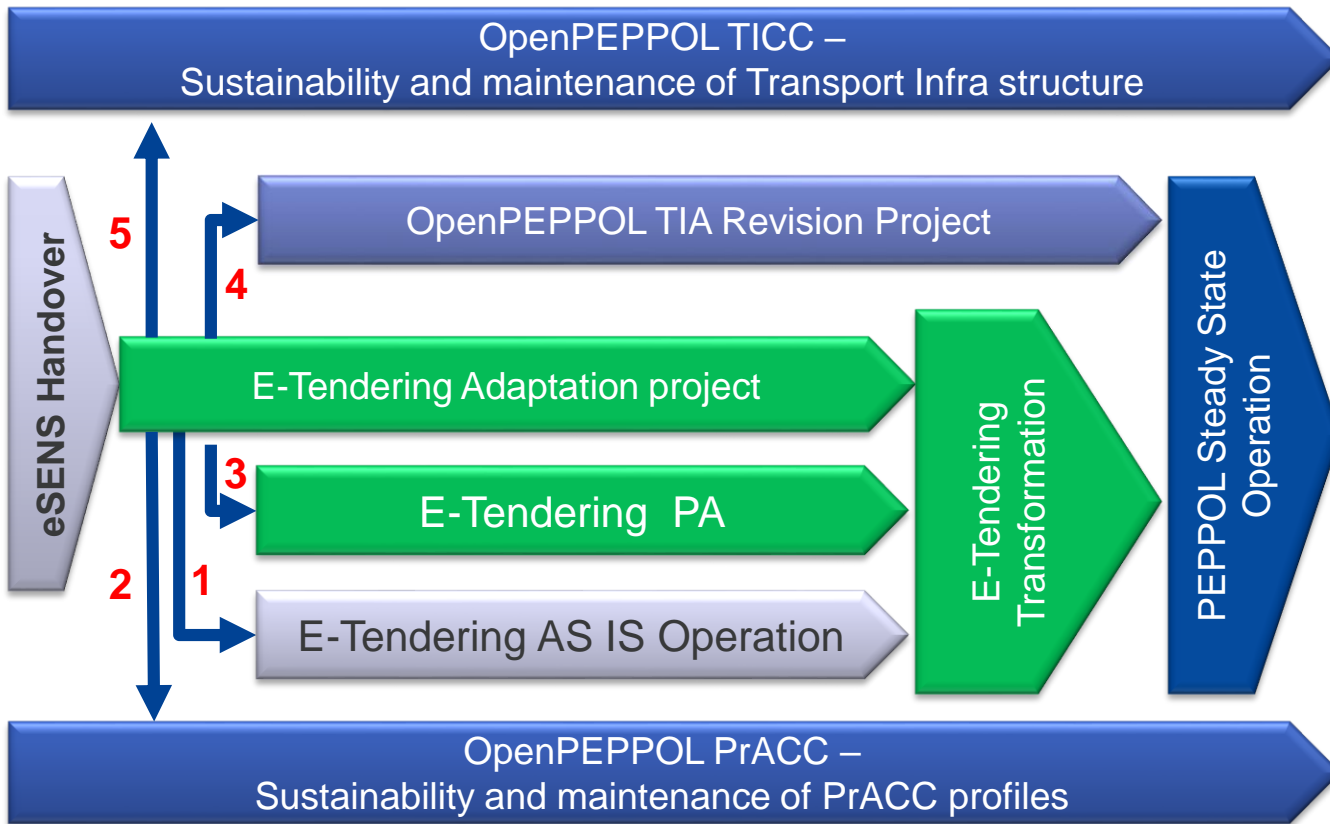 OpenPEPPOL TICC –
Sustainability and maintenance of Transport Infra structure
eSENS Handover
5
4
OpenPEPPOL TIA Revision Project
E-Tendering Adaptation project
3
E-Tendering PA
2
1
E-Tendering AS IS Operation
E-Tendering
Transformation
PEPPOL Steady State
Operation
OpenPEPPOL PrACC –
Sustainability and maintenance of PrACC profiles